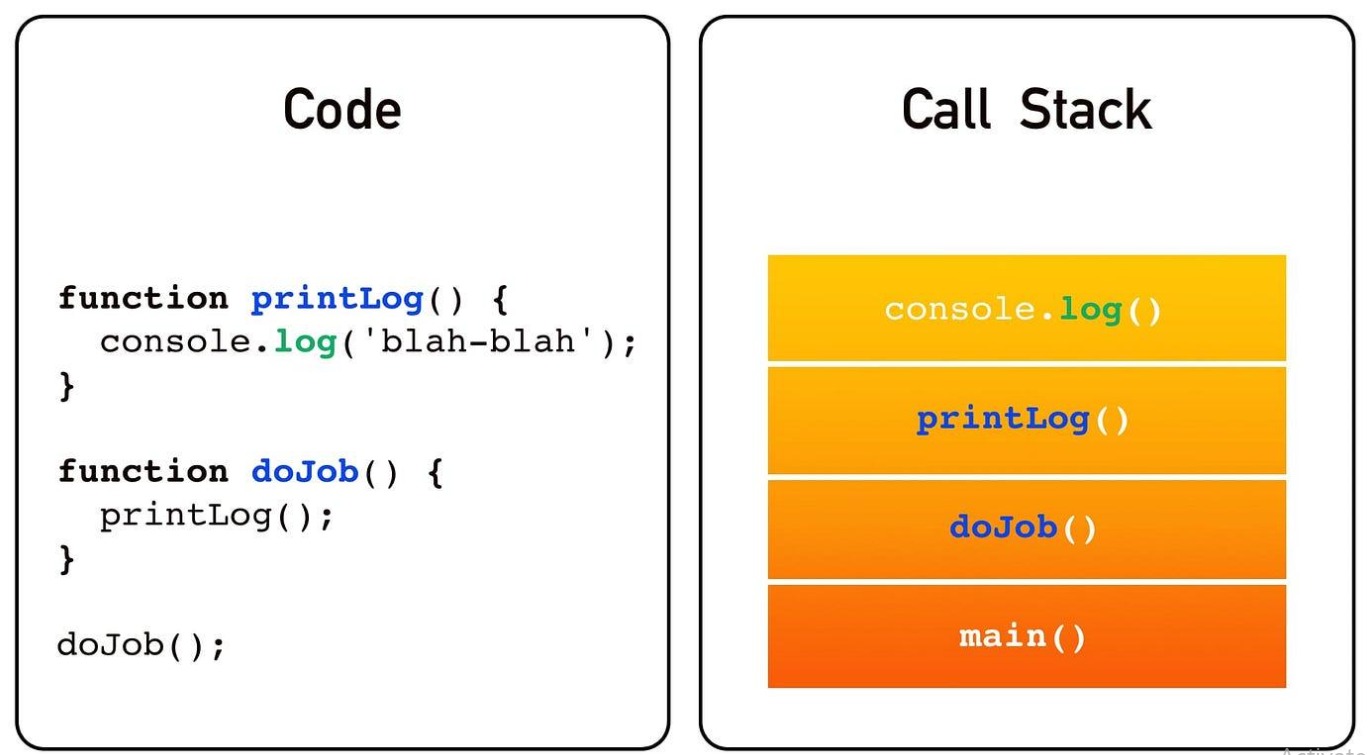 Code
function printLog() {
console.log('blah-blah');
}
function doJob() {
printLog();
}
doJob();
Call Stack
console.log()
printLog()
doJob()
main()